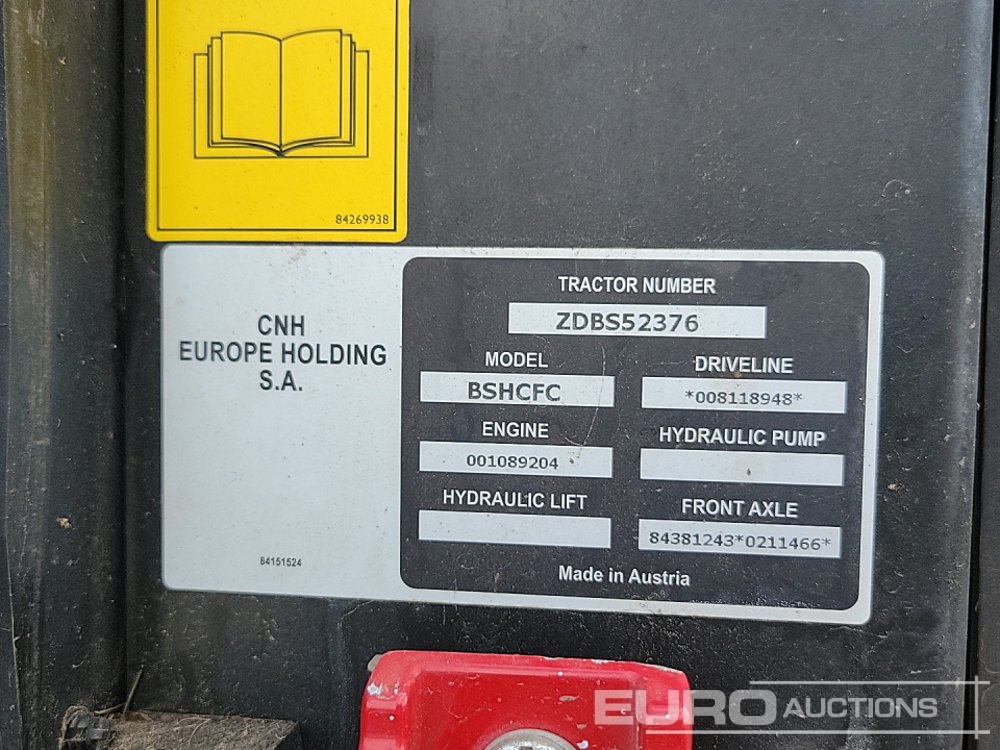 84269938
CNH
EUROPE HOLDING
S.A.
84151524
TRACTOR NUMBER
ZDBS52376
MODEL
BSHCFC
DRIVELINE
*008118948*
ENGINE
001089204
HYDRAULIC PUMP
HYDRAULIC LIFT
FRONT AXLE
84381243*0211466*
Made in Austria
EURO AUCTIONS